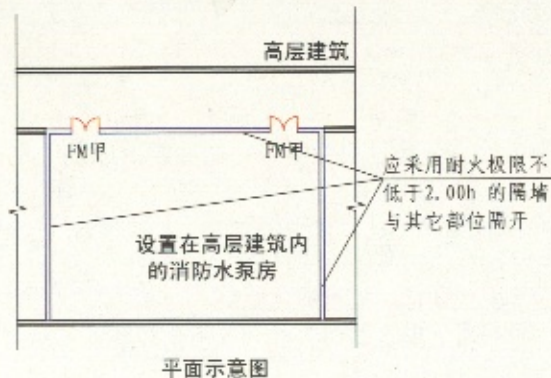 高层建筑
FM甲
FM甲
应采用耐火极限不
低于2.00h 的隔墙
与其它部位隔开
设置在高层建筑内
的消防水泵房
平面示意图